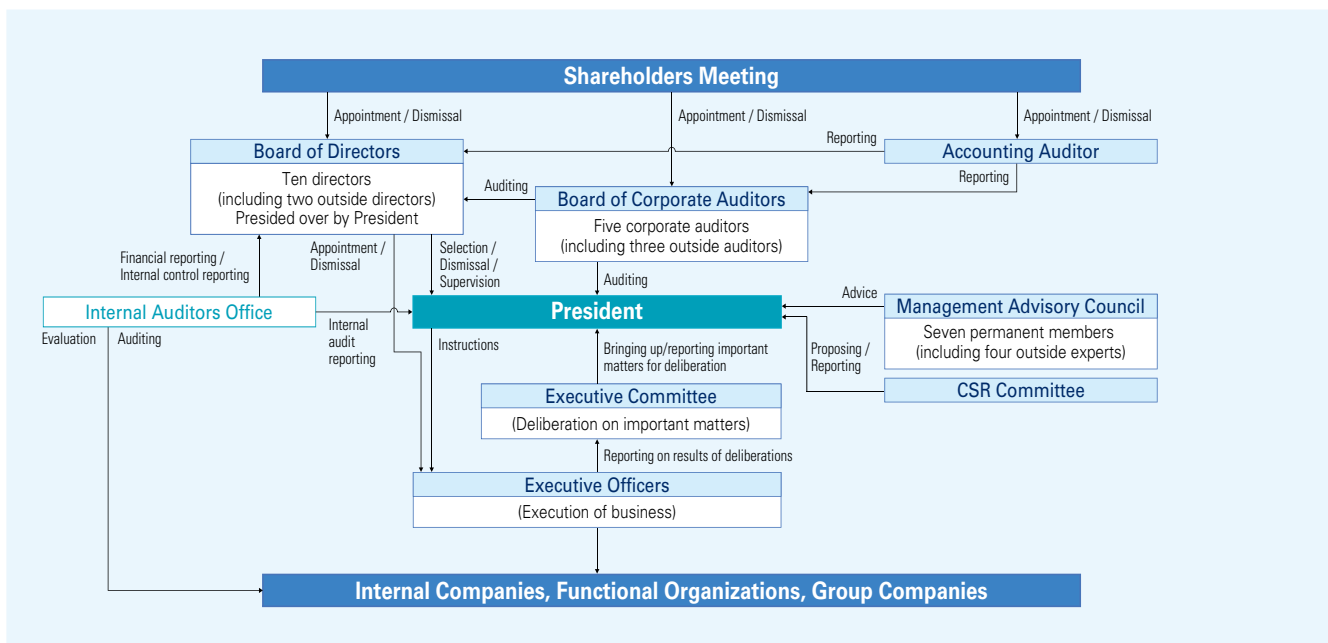 Shareholders Meeting
Appointment / Dismissal
Appointment / Dismissal
Appointment / Dismissal
Board of Directors
Ten directors
(including two outside directors)
Presided over by President
Reporting
Accounting Auditor
Reporting
Auditing
Board of Corporate Auditors
Five corporate auditors
(including three outside auditors)
Financial reporting /
Internal control reporting
Appointment /
Dismissal
Selection /
Dismissal /
Supervision
Auditing
Internal Auditors Office
Evaluation
Auditing
Internal
audit
reporting
President
Advice
Management Advisory Council
Seven permanent members
(including four outside experts)
Instructions
Bringing up/reporting important
matters for deliberation
Proposing /
Reporting
CSR Committee
Executive Committee
(Deliberation on important matters)
Reporting on results of deliberations
Executive Officers
(Execution of business)
Internal Companies, Functional Organizations, Group Companies